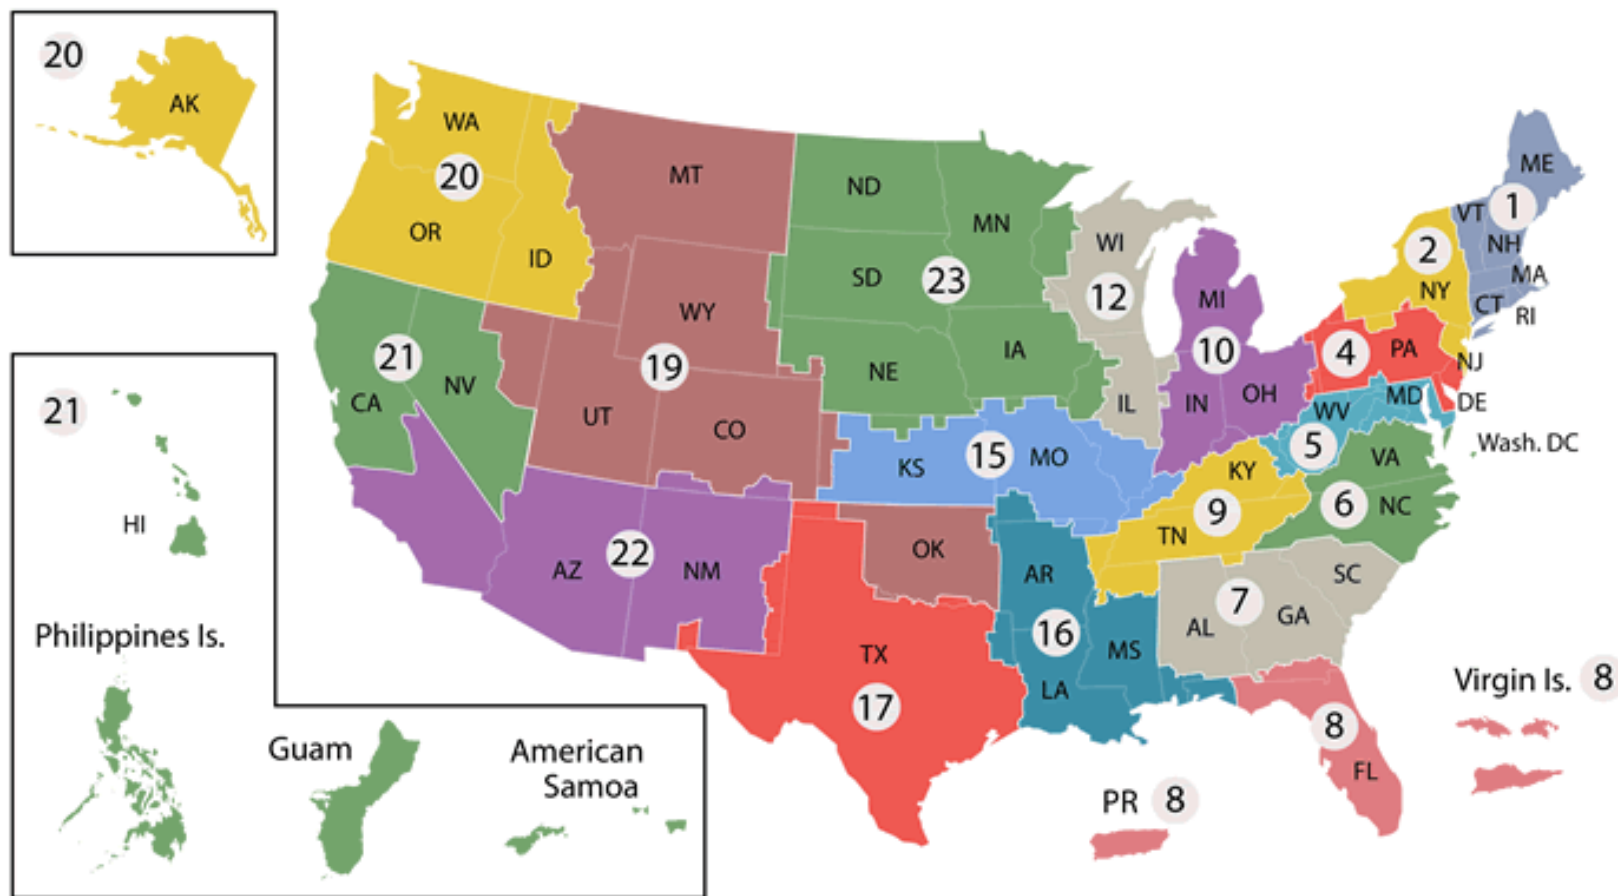 20
AK
WA
20
OR
ID
MT
ND
MN
SD
23
WY
19
NE
IA
WI
12
MI
10
IL
IN
OH
ME
VT
1
NH
MA
CT
RI
2
NY
4
PA
NJ
MD
DE
WV
Wash. DC
5
VA
6
NC
21
CA
NV
UT
CO
KS
15
MO
KY
9
TN
22
AZ
NM
OK
AR
16
MS
LA
TX
17
SC
7
GA
AL
8
FL
Virgin Is. 8
PR 8
21
HI
Philippines Is.
Guam
American
Samoa